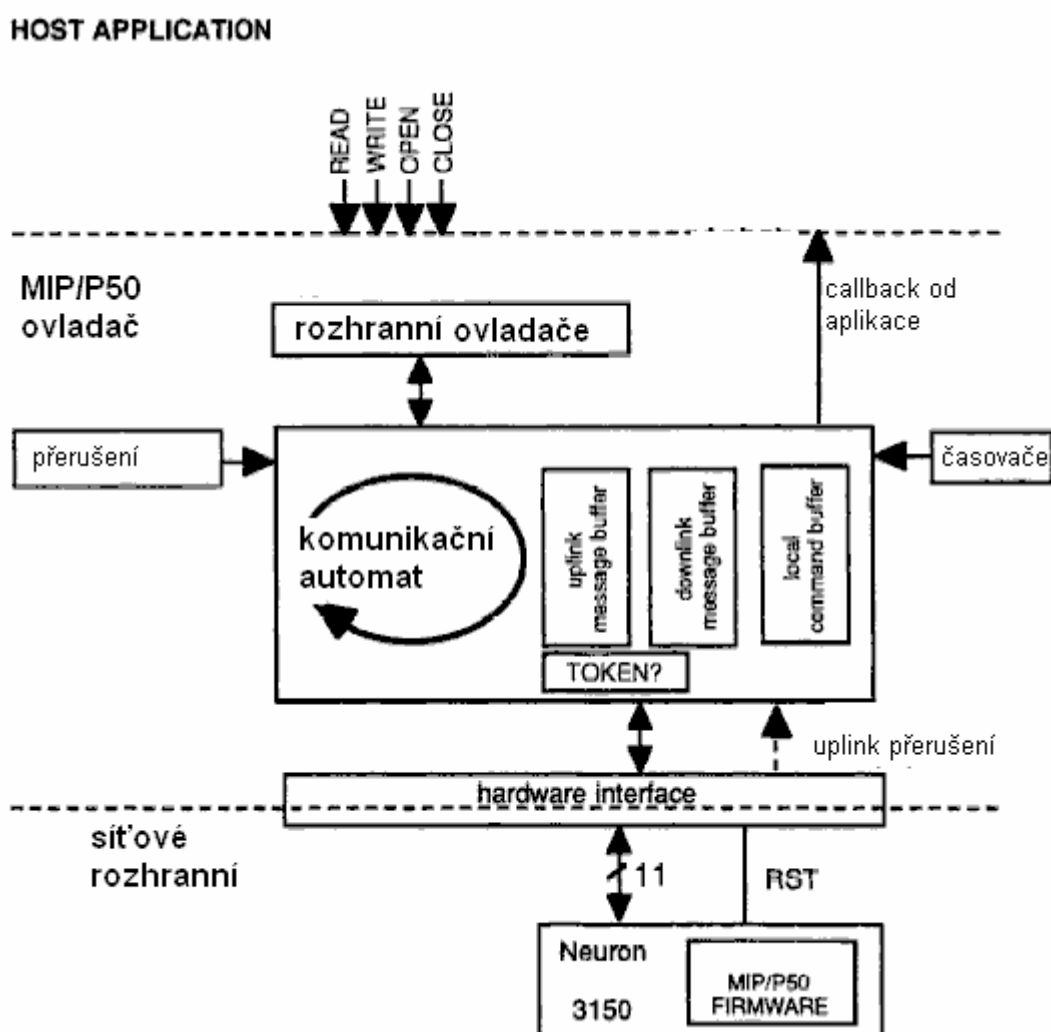 HOST APPLICATION
READ
WRITE
OPEN
CLOSE
MIP/P50
ovladač
callback od
aplikace
rozhranní ovladače
přerušení
časovače
komunikační
automat
uplink
message buffer
downlink
message buffer
local
command buffer
TOKEN?
uplink přerušení
hardware interface
síťové
rozhranní
11
RST
Neuron
3150
MIP/P50
FIRMWARE